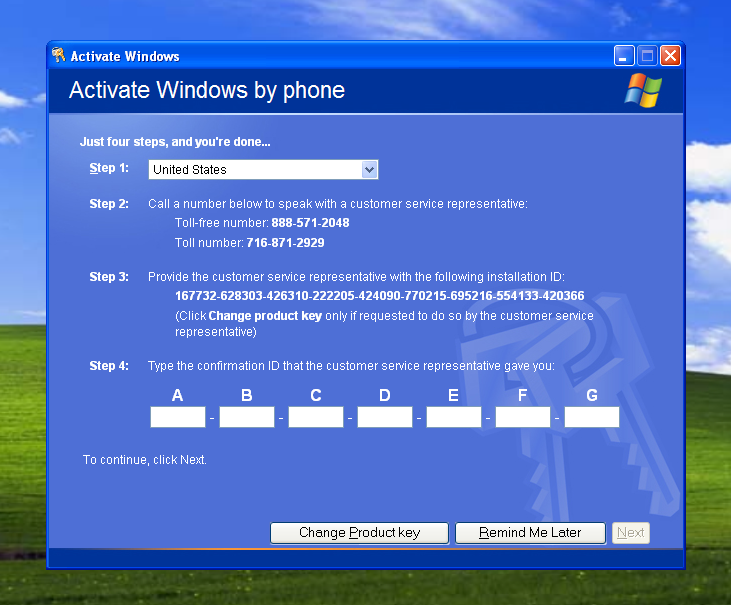 Activate Windows
Activate Windows by phone
Just four steps, and you're done...
Step 1: United States
Step 2: Call a number below to speak with a customer service representative:
Toll-free number: 888-571-2048
Toll number: 716-871-2929
Step 3: Provide the customer service representative with the following installation ID:
167732-628303-426310-222205-424090-770215-695216-554133-420366
(Click Change product key only if requested to do so by the customer service
representative)
Step 4: Type the confirmation ID that the customer service representative gave you:
A B C D E F G
- - - - - -
To continue, click Next.
Change Product key Remind Me Later Next